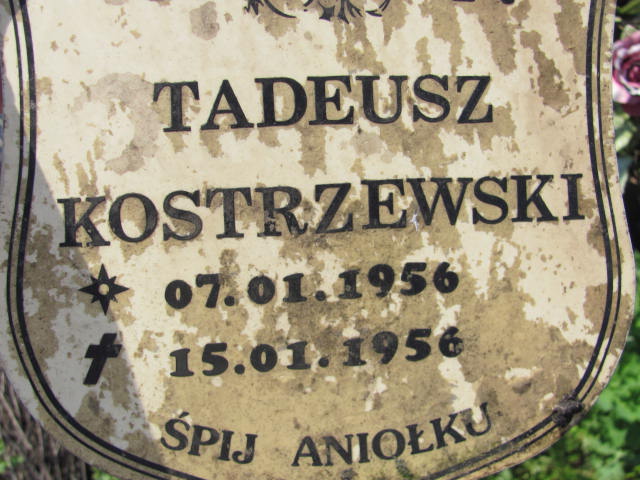 TADEUSZ
KOSTRZEWSKI
07.01.1956
15.01.1956
ŚPIJ ANIOŁKU